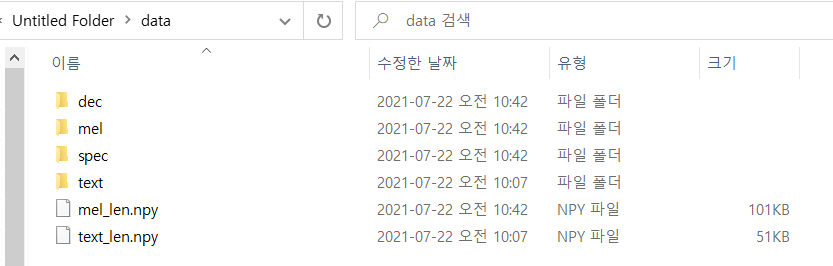 Untitled Folder > data
data 검색
이름 수정한 날짜 유형 크기
dec 2021-07-22 오전 10:42 파일 폴더
mel 2021-07-22 오전 10:42 파일 폴더
spec 2021-07-22 오전 10:42 파일 폴더
text 2021-07-22 오전 10:07 파일 폴더
mel_len.npy 2021-07-22 오전 10:42 NPY 파일 101KB
text_len.npy 2021-07-22 오전 10:07 NPY 파일 51KB